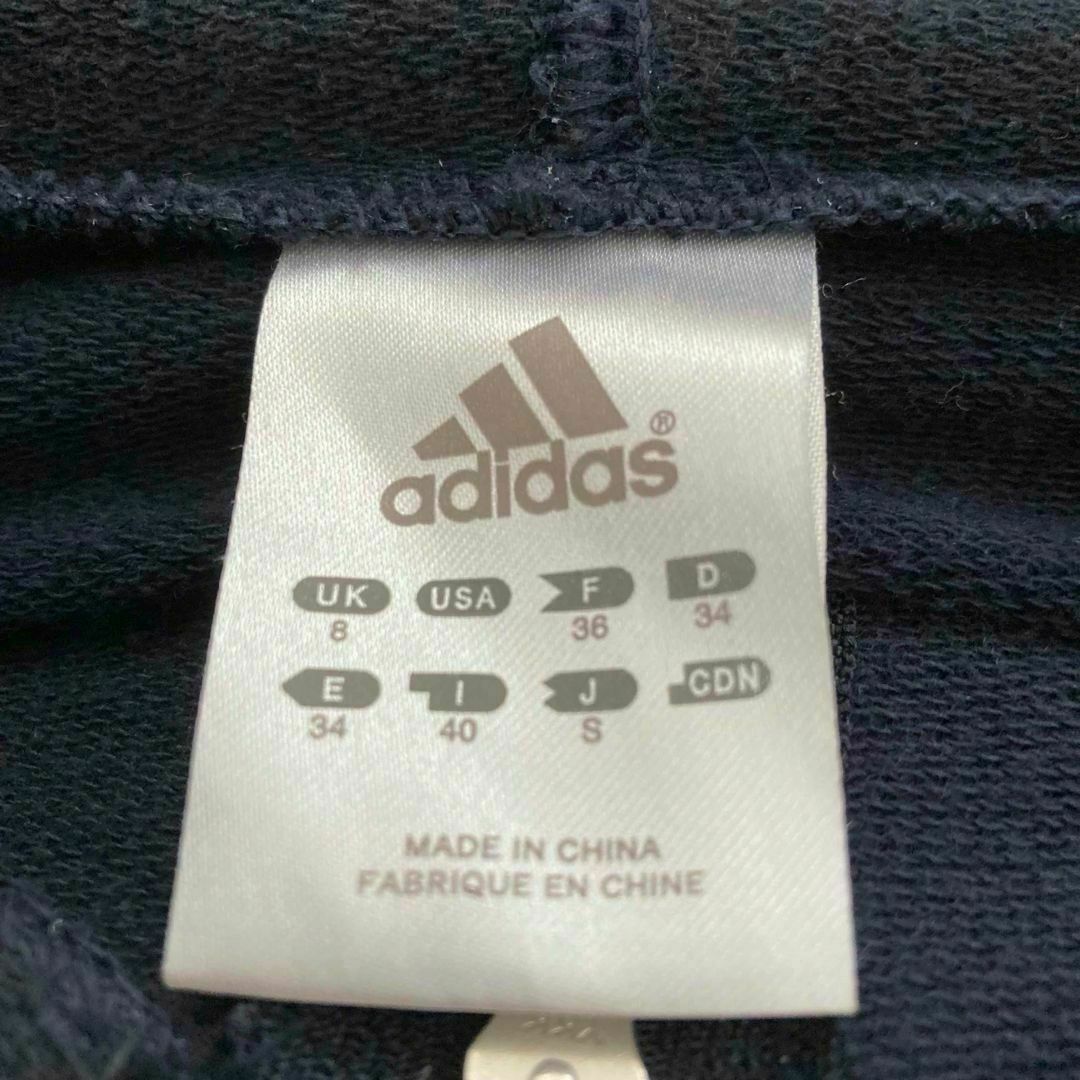 adidas®
UK USA F D
8 36 34
E I J CDN
34 40 S
MADE IN CHINA
FABRIQUE EN CHINE